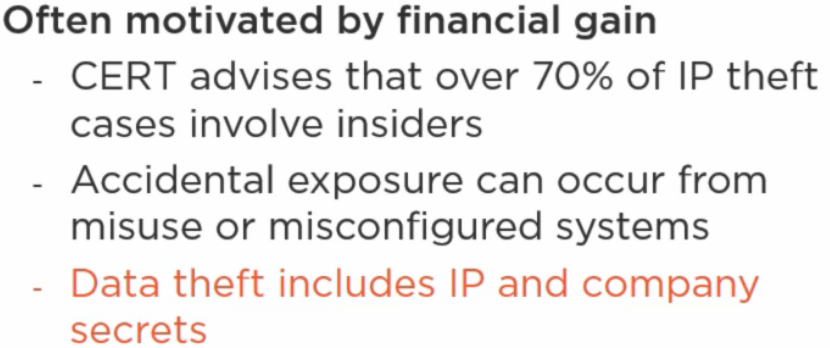 Often motivated by financial gain
- CERT advises that over 70% of IP theft
cases involve insiders
- Accidental exposure can occur from
misuse or misconfigured systems
- Data theft includes IP and company
secrets